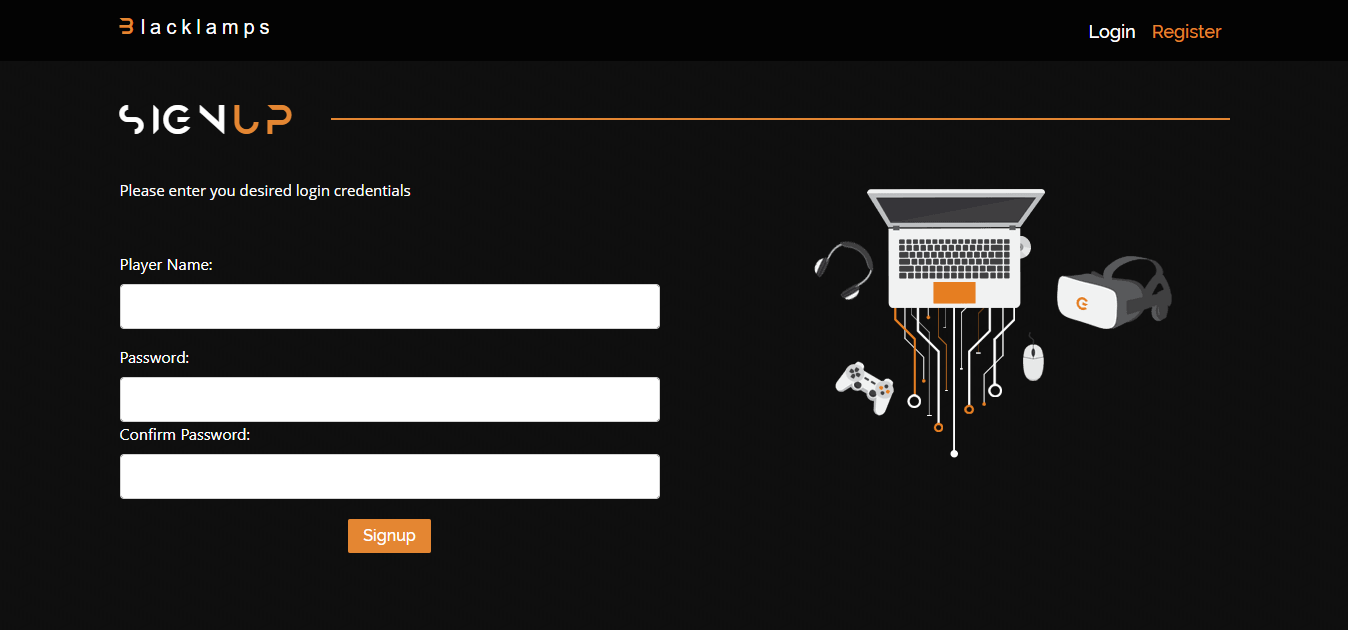 Blacklamps
Login Register
SIGNUP
Please enter you desired login credentials
Player Name:
Password:
Confirm Password:
Signup